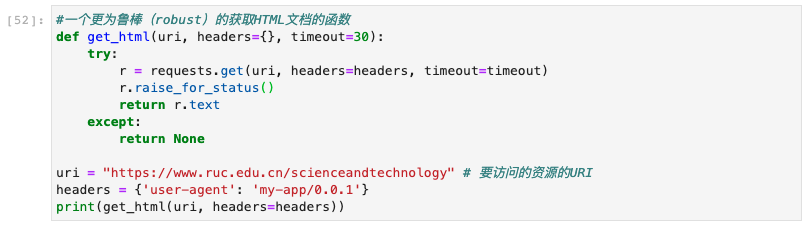 [52]: #一个更为鲁棒（robust）的获取HTML文档的函数
def get_html(uri, headers={}, timeout=30):
    try:
        r = requests.get(uri, headers=headers, timeout=timeout)
        r.raise_for_status()
        return r.text
    except:
        return None

uri = "https://www.ruc.edu.cn/scienceandtechnology" # 要访问的资源的URI
headers = {'user-agent': 'my-app/0.0.1'}
print(get_html(uri, headers=headers))